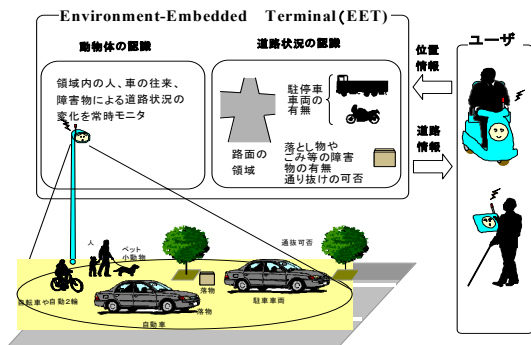 Environment-Embedded Terminal(EET)
動物体の認識
領域内の人、車の往来、
障害物による道路状況の
変化を常時モニタ
道路状況の認識
駐停車
車両の
有無
路面の
領域
落とし物や
ごみ等の障害
物の有無
通り抜けの可否
位置
情報
道路
情報
ユーザ
人
ペット
小動物
通抜可否
自転車や自動2輪
落物
落物
駐車車両
自動車